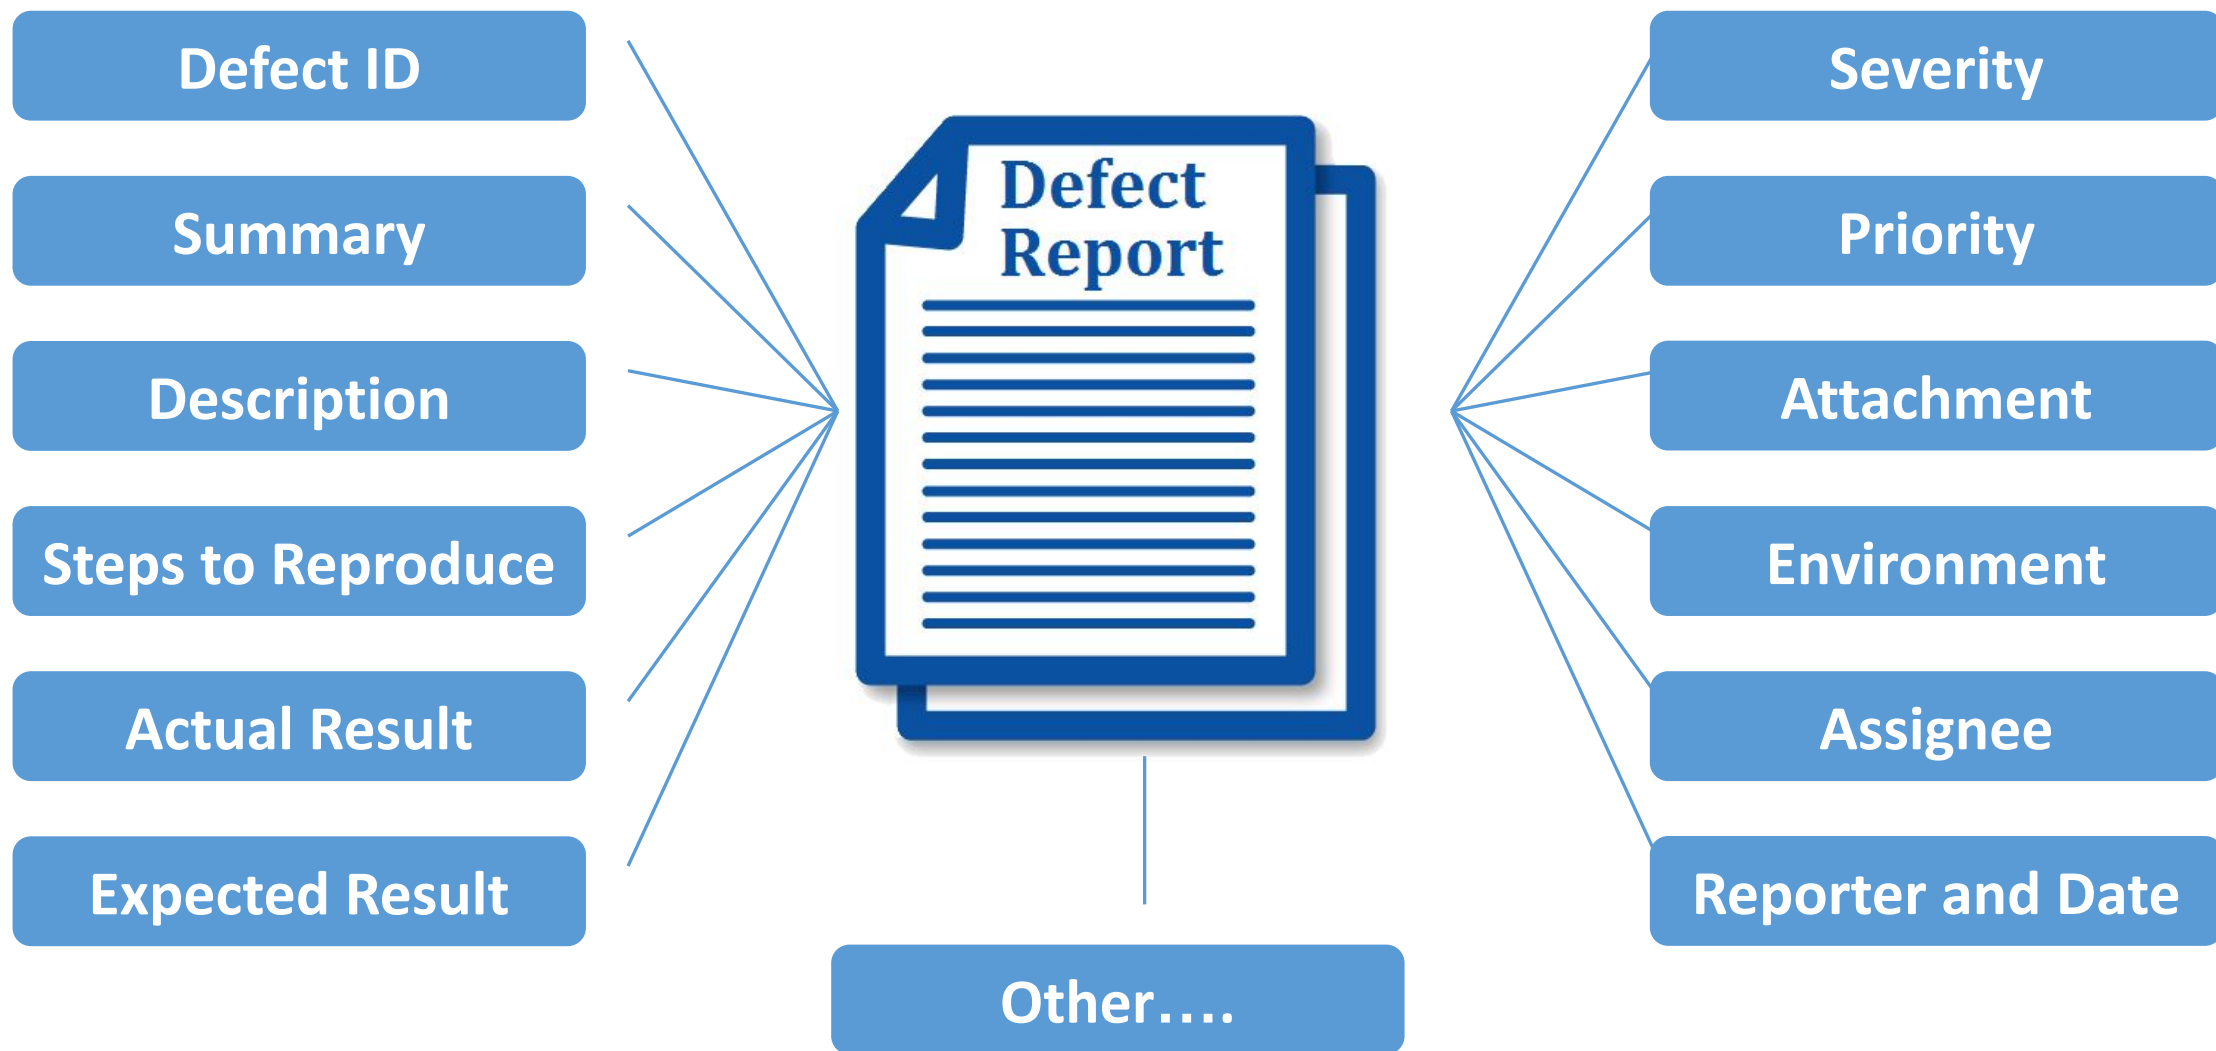 Defect ID
Summary
Description
Steps to Reproduce
Actual Result
Expected Result
Defect
Report
Other....
Severity
Priority
Attachment
Environment
Assignee
Reporter and Date